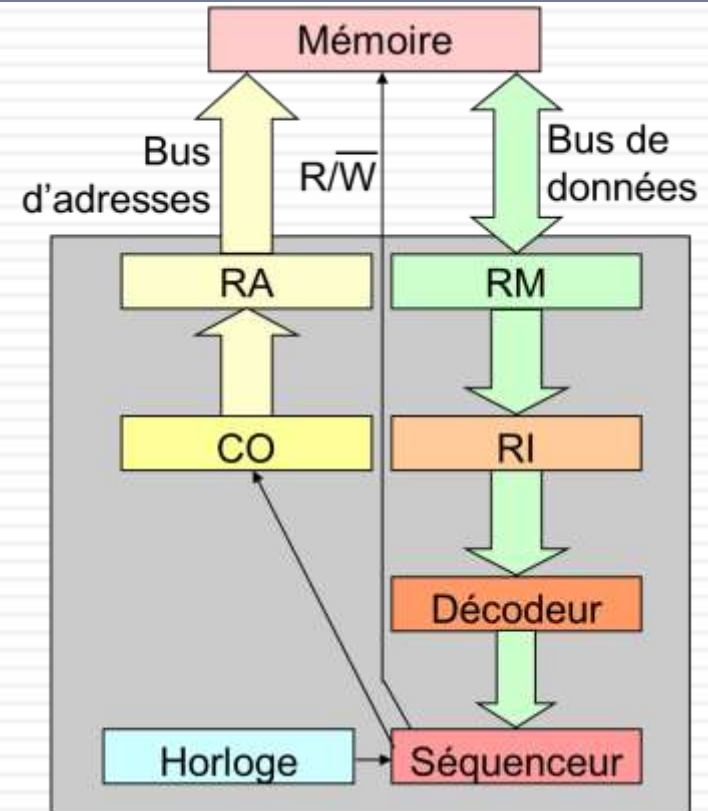 Mémoire
Bus
d'adresses
R/W̅
Bus de
données
RA
RM
CO
RI
Décodeur
Horloge
Séquenceur